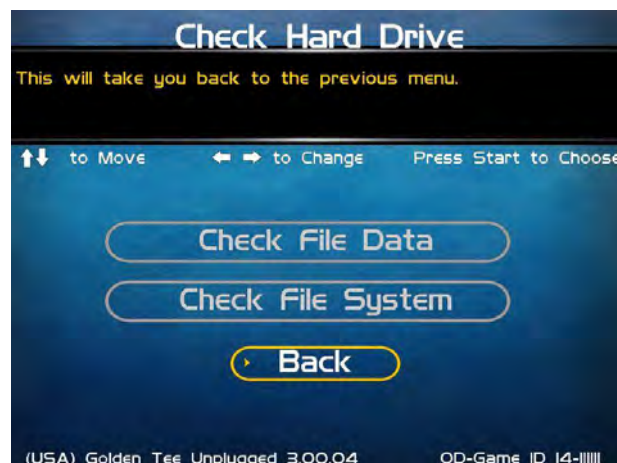 Check Hard Drive
This will take you back to the previous menu.
to Move to Change Press Start to Choose
Check File Data
Check File System
Back
(USA) Golden Tee Unplugged 3.00.04 OD-Game ID 14-111111